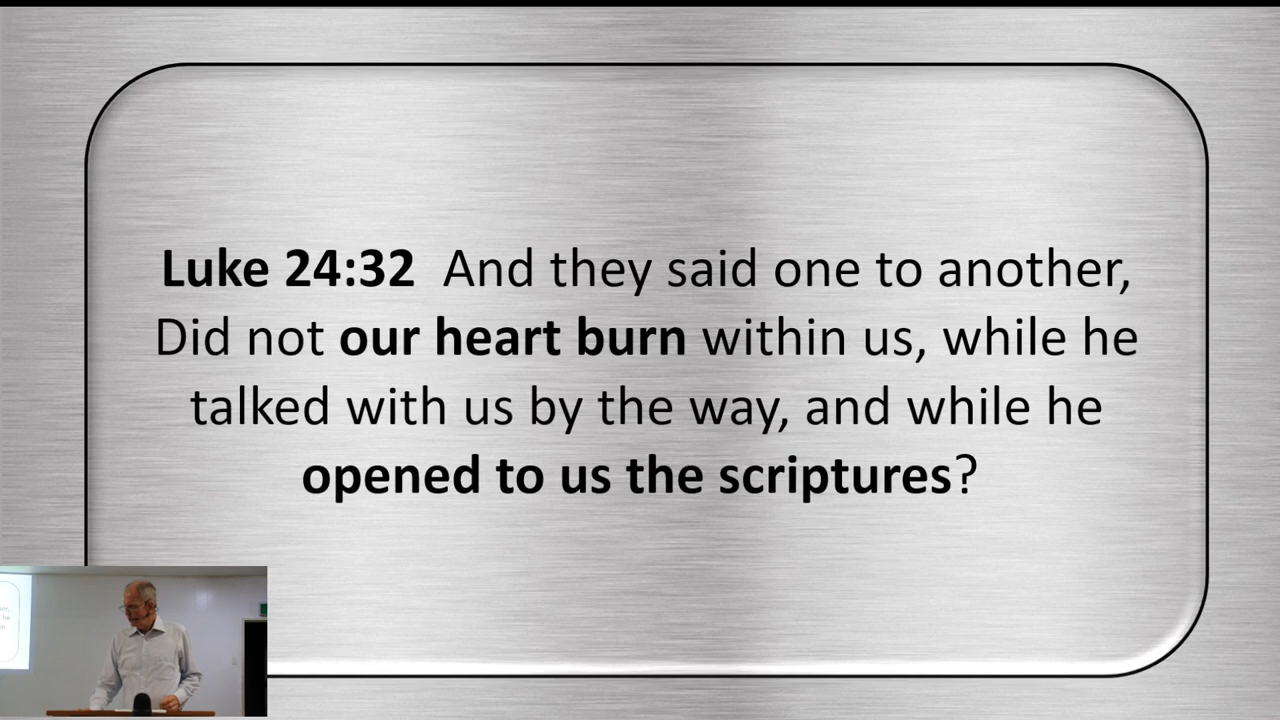 Luke 24:32 And they said one to another,
Did not our heart burn within us, while he
talked with us by the way, and while he
opened to us the scriptures?